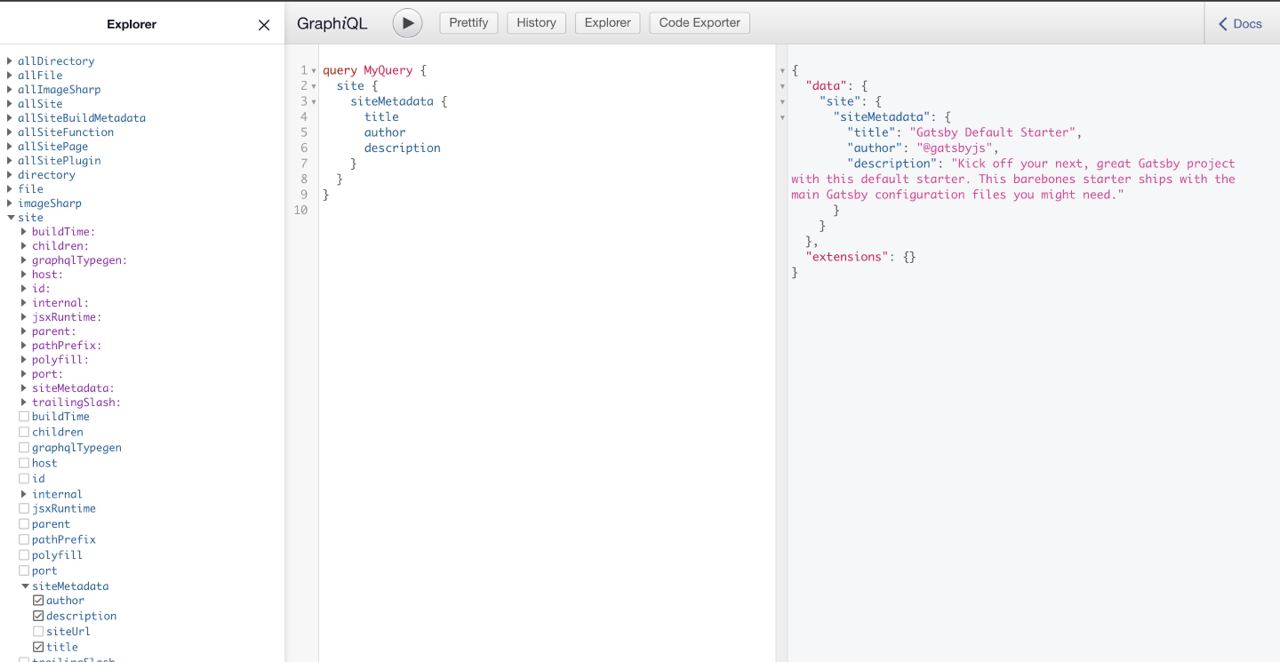 Explorer
allDirectory
allFile
allImageSharp
allSite
allSiteBuildMetadata
allSiteFunction
allSitePage
allSitePlugin
directory
file
imageSharp
site
buildTime:
children:
graphqlTypegen:
host:
id:
internal:
jsxRuntime:
parent:
pathPrefix:
polyfill:
port:
siteMetadata:
trailingSlash:
buildTime
children
graphqlTypegen
host
id
internal
jsxRuntime
parent
pathPrefix
polyfill
port
siteMetadata
author
description
siteUrl
title
trailingSlash
GraphiQL Prettify History Explorer Code Exporter Docs
1 query MyQuery {
2 site {
3 siteMetadata {
4 title
5 author
6 description
7 }
8 }
9 }
10
{
"data": {
"site": {
"siteMetadata": {
"title": "Gatsby Default Starter",
"author": "@gatsbyjs",
"description": "Kick off your next, great Gatsby project
with this default starter. This barebones starter ships with the
main Gatsby configuration files you might need."
}
}
},
"extensions": {}
}